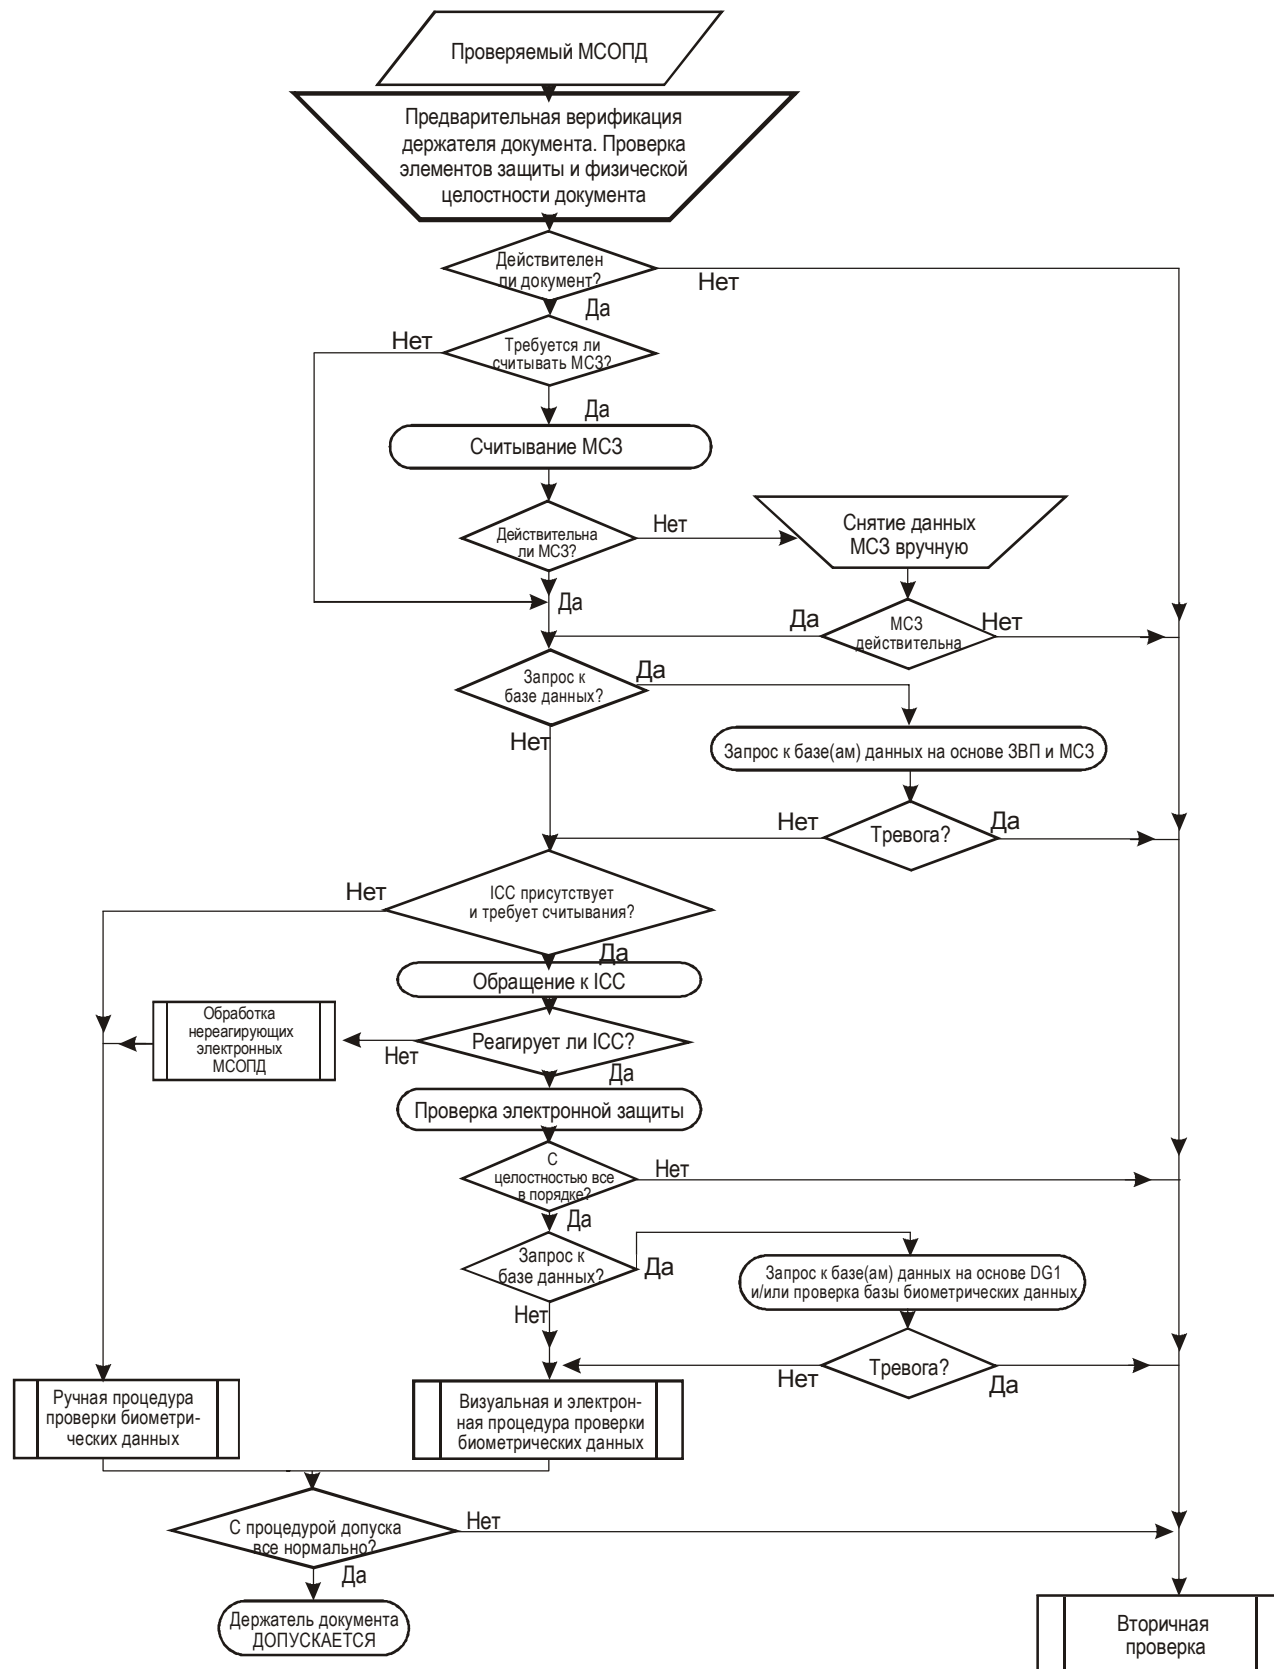 Проверяемый МСОПД
Предварительная верификация
держателя документа. Проверка
элементов защиты и физической
целостности документа
Действителен
ли документ?
Нет
Да
Нет
Требуется ли
считывать МСЗ?
Да
Считывание МСЗ
Действительна
ли МСЗ?
Нет
Снятие данных
МСЗ вручную
Да
Да
МСЗ
действительна
Нет
Запрос к
базе данных?
Да
Нет
Запрос к базе(ам) данных на основе ЗВП и МСЗ
Нет
Тревога?
Да
Нет
ICC присутствует
и требует считывания?
Да
Обращение к ICC
Обработка
нереагирующих
электронных
МСОПД
Реагирует ли ICC?
Нет
Да
Проверка электронной защиты
С
целостностью все
в порядке?
Нет
Да
Запрос к
базе данных?
Да
Запрос к базе(ам) данных на основе DG1
и/или проверка базы биометрических данных
Нет
Тревога?
Нет
Да
Ручная процедура
проверки биометри-
ческих данных
Визуальная и электрон-
ная процедура проверки
биометрических данных
С процедурой допуска
все нормально?
Нет
Да
Держатель документа
ДОПУСКАЕТСЯ
Вторичная
проверка